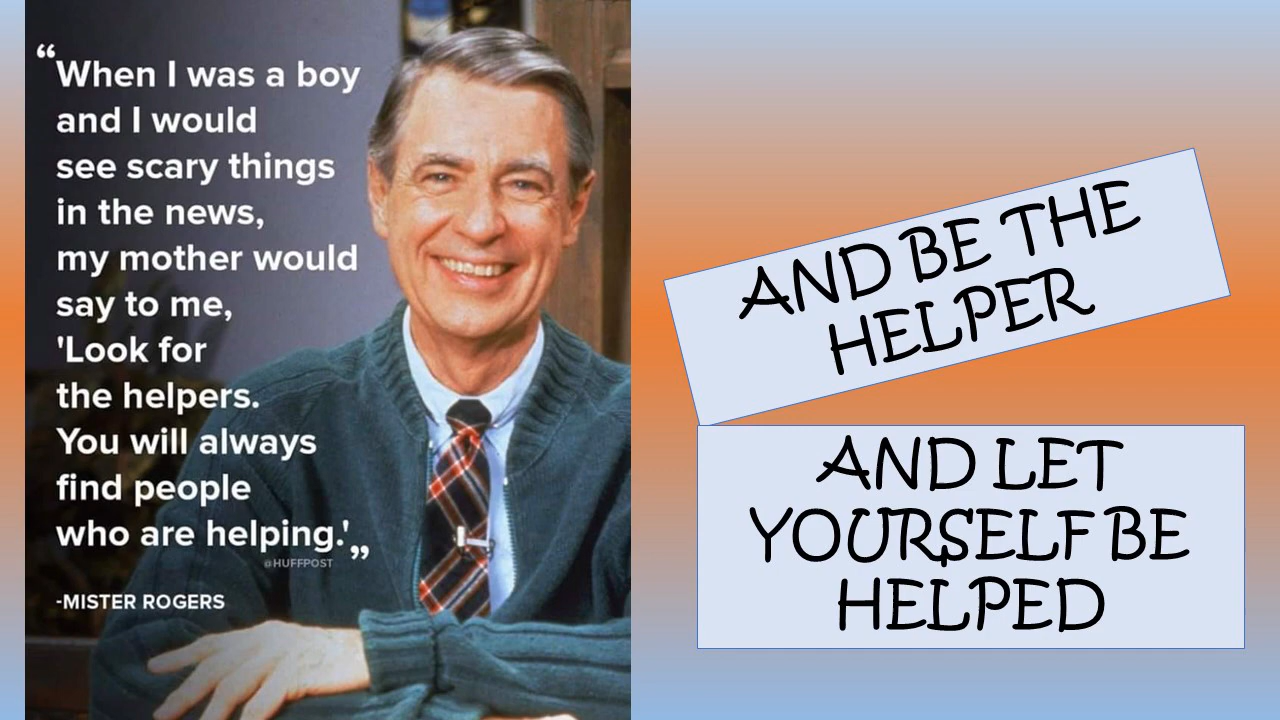 “When I was a boy
and I would
see scary things
in the news,
my mother would
say to me,
'Look for
the helpers.
You will always
find people
who are helping.'”
@HUFFPOST
-MISTER ROGERS
AND BE THE
HELPER
AND LET
YOURSELF BE
HELPED